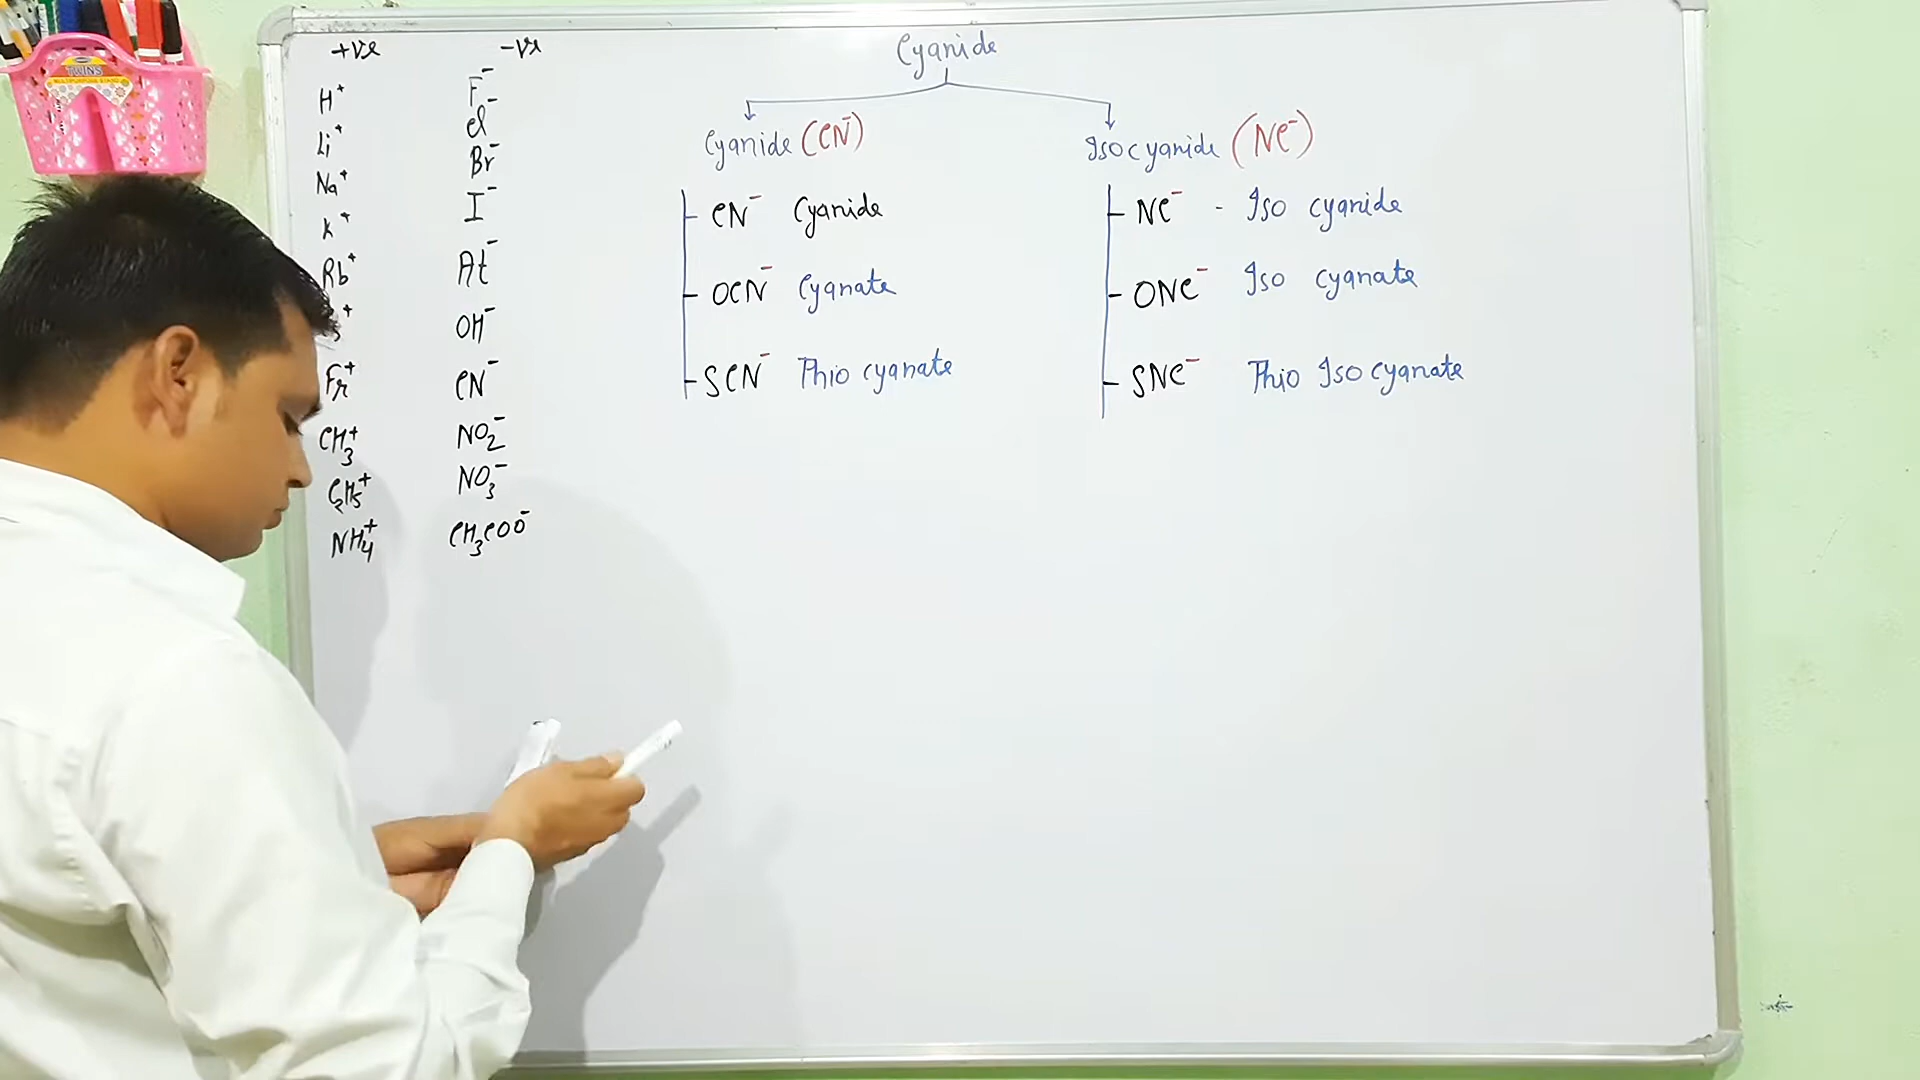 TWINS
+ve -ve
H⁺ F⁻
Li⁺ Cl⁻
Na⁺ Br⁻
K⁺ I⁻
Rb⁺ At⁻
OH⁻
Fr⁺ CN⁻
CH₃⁺ NO₂⁻
C₂H₅⁺ NO₃⁻
NH₄⁺ CH₃COO⁻
Cyanide
Cyanide (CN⁻)
CN⁻ Cyanide
OCN⁻ Cyanate
SCN⁻ Thio cyanate
Isocyanide (NC⁻)
NC⁻ - Iso cyanide
ONC⁻ Iso cyanate
SNC⁻ Thio Iso cyanate